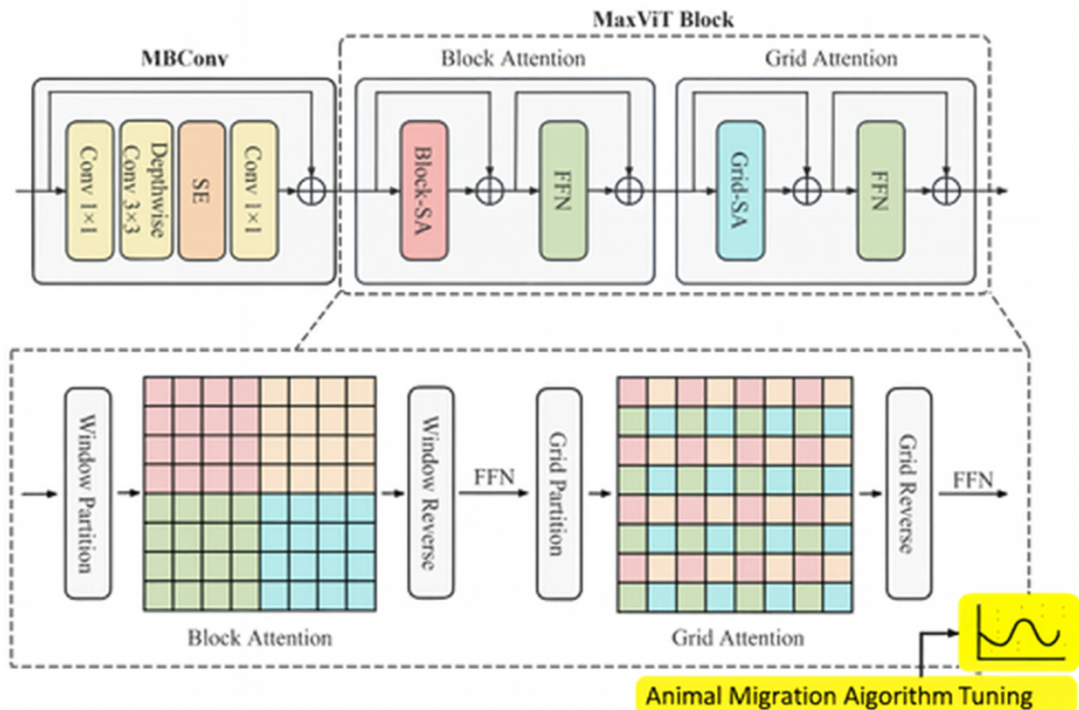 MaxViT Block
MBConv
Block Attention
Grid Attention
Conv 1×1
Depthwise
Conv 3×3
SE
Conv 1×1
Block-SA
FFN
Grid-SA
FFN
Window Partition
Window Reverse
FFN
Grid Partition
Grid Reverse
FFN
Block Attention
Grid Attention
Animal Migration Aigorithm Tuning